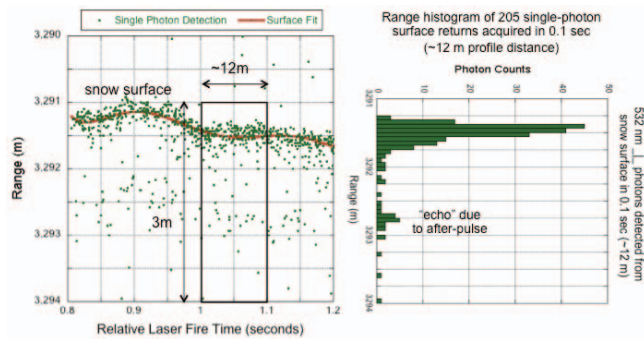 Single Photon Detection
Surface Fit
3.290
3.291
3.292
3.293
3.294
Range (m)
snow surface
~12m
3m
0.8
0.9
1
1.1
1.2
Relative Laser Fire Time (seconds)
Range histogram of 205 single-photon
surface returns acquired in 0.1 sec
(~12 m profile distance)
Photon Counts
0
10
20
30
40
50
3291
3292
3293
3294
Range (m)
"echo" due
to after-pulse
532 nm ⊥ photons detected from
snow surface in 0.1 sec (~12 m)